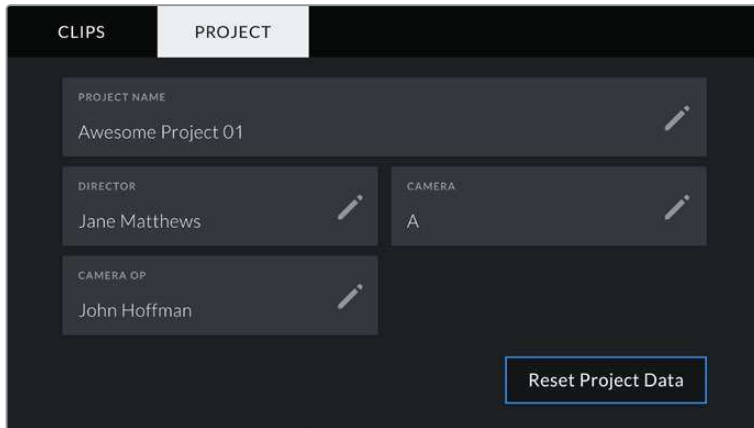 CLIPS PROJECT
PROJECT NAME
Awesome Project 01
DIRECTOR
Jane Matthews
CAMERA
A
CAMERA OP
John Hoffman
Reset Project Data